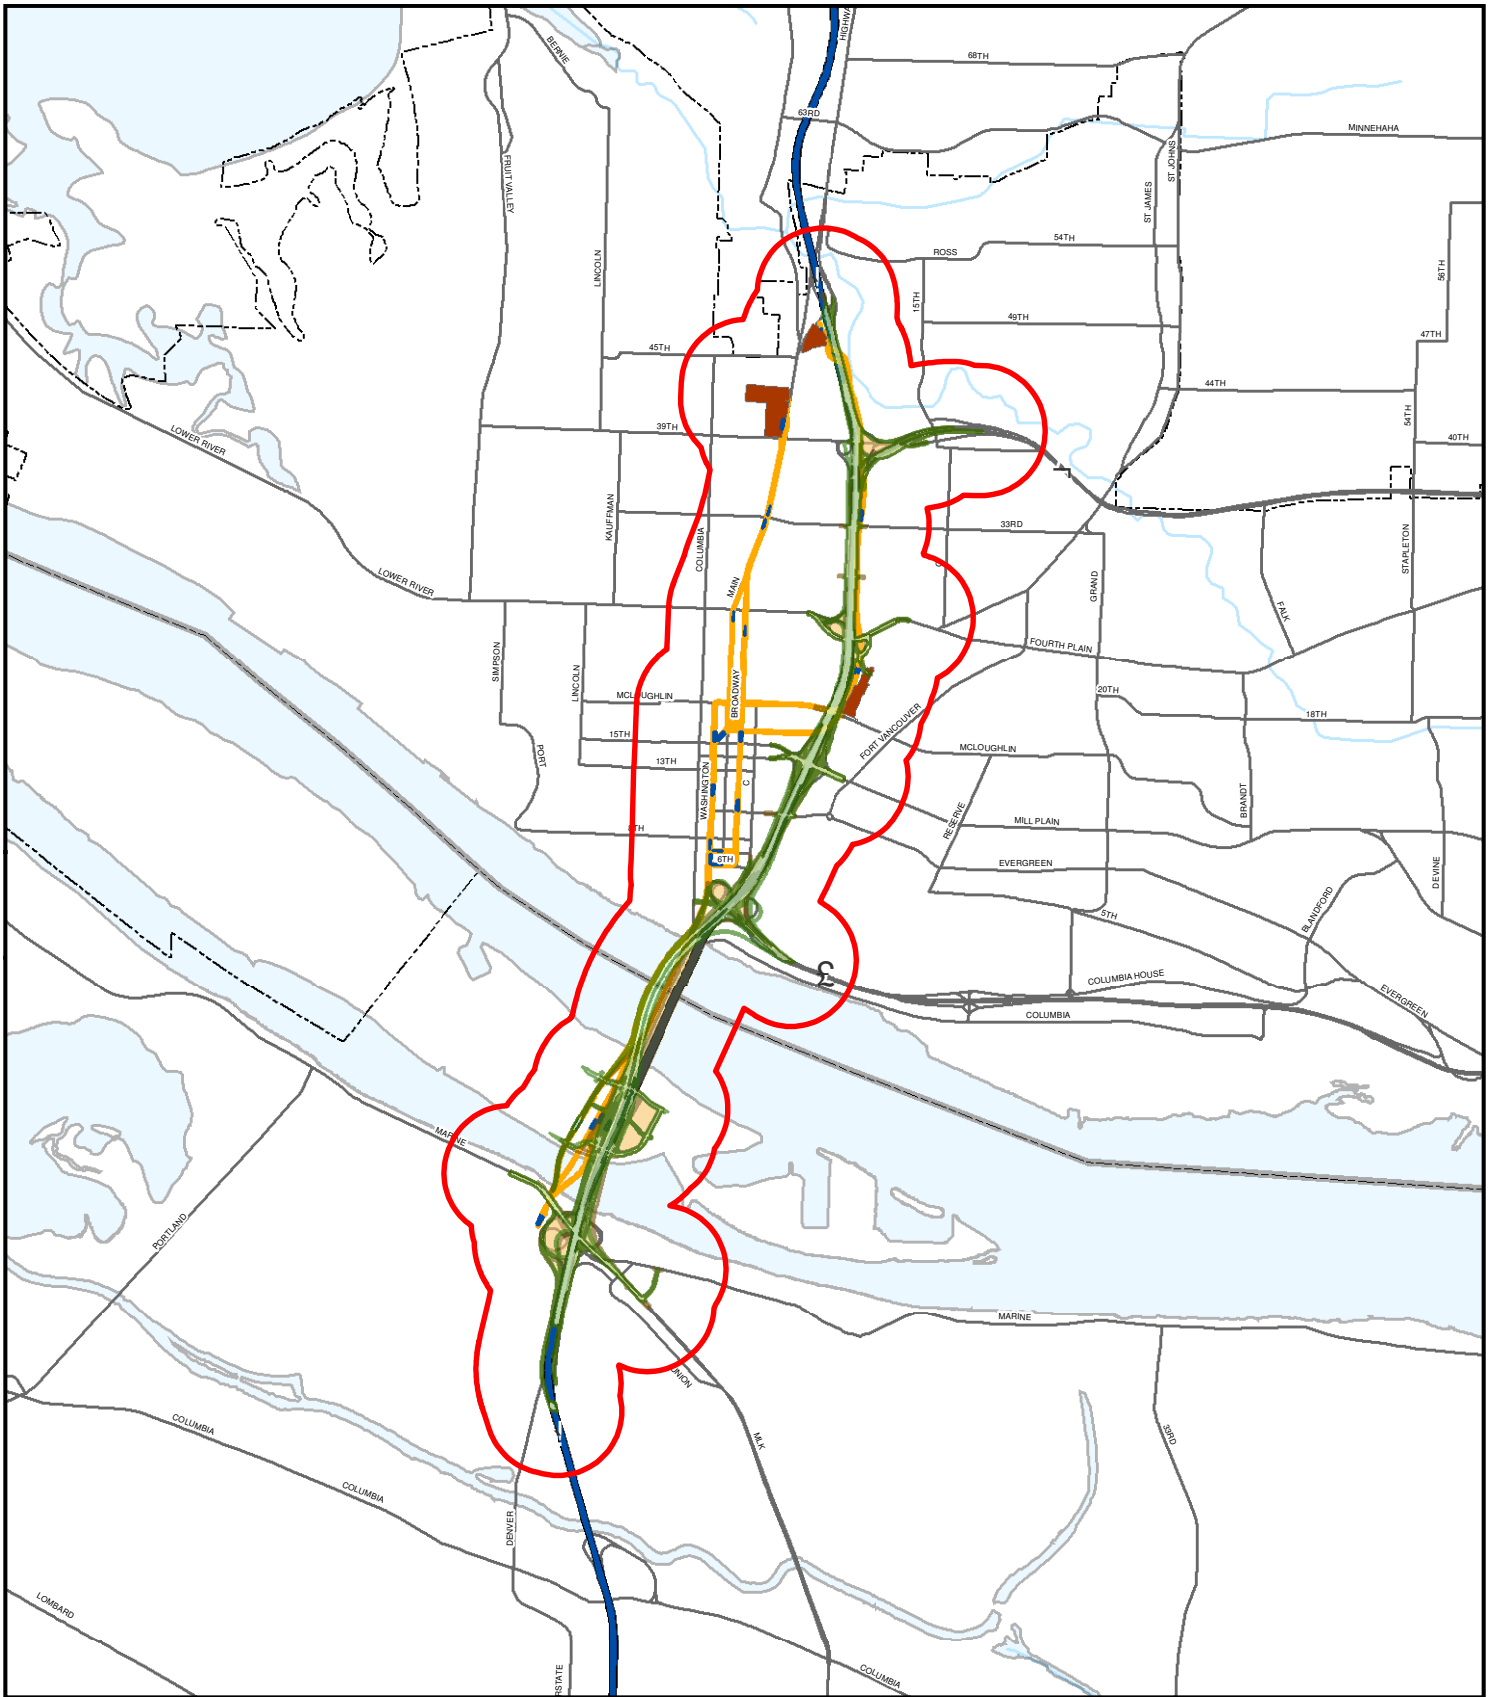 HIGHWA
BERNIE
68TH
63RD
MINNEHAHA
ST JOHNS
FRUIT VALLEY
ST JAMES
54TH
ROSS
LINCOLN
56TH
15TH
49TH
47TH
45TH
44TH
54TH
39TH
40TH
LOWER RIVER
KAUFFMAN
33RD
COLUMBIA
STAPLETON
LOWER RIVER
MAIN
GRAND
FALK
FOURTH PLAIN
SIMPSON
LINCOLN
MCLOUGHLIN
BROADWAY
20TH
18TH
FORT VANCOUVER
15TH
MCLOUGHLIN
PORT
13TH
WASHINGTON
C
BRANDT
RESERVE
MILL PLAIN
8TH
6TH
EVERGREEN
DEVINE
BLANDFORD
5TH
£
COLUMBIA HOUSE
EVERGREEN
COLUMBIA
MARINE
PORTLAND
MARINE
UNION
COLUMBIA
MLK
33RD
COLUMBIA
DENVER
LOMBARD
COLUMBIA
RSTATE